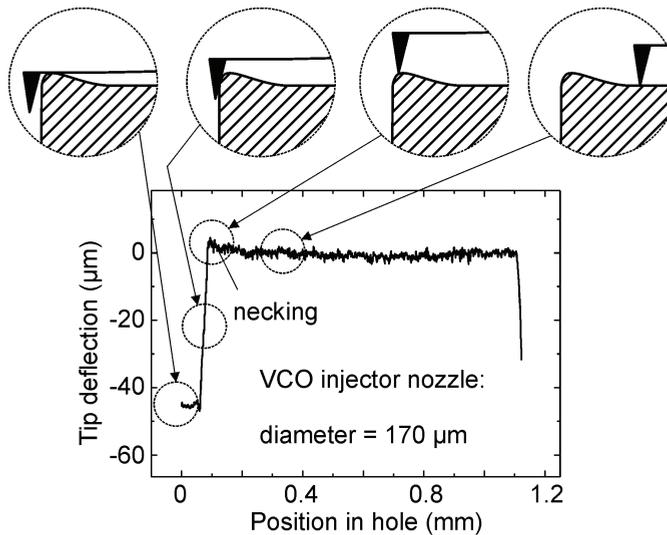 0
-20
-40
-60
Tip deflection (µm)
necking
VCO injector nozzle:
diameter = 170 µm
0
0.4
0.8
1.2
Position in hole (mm)